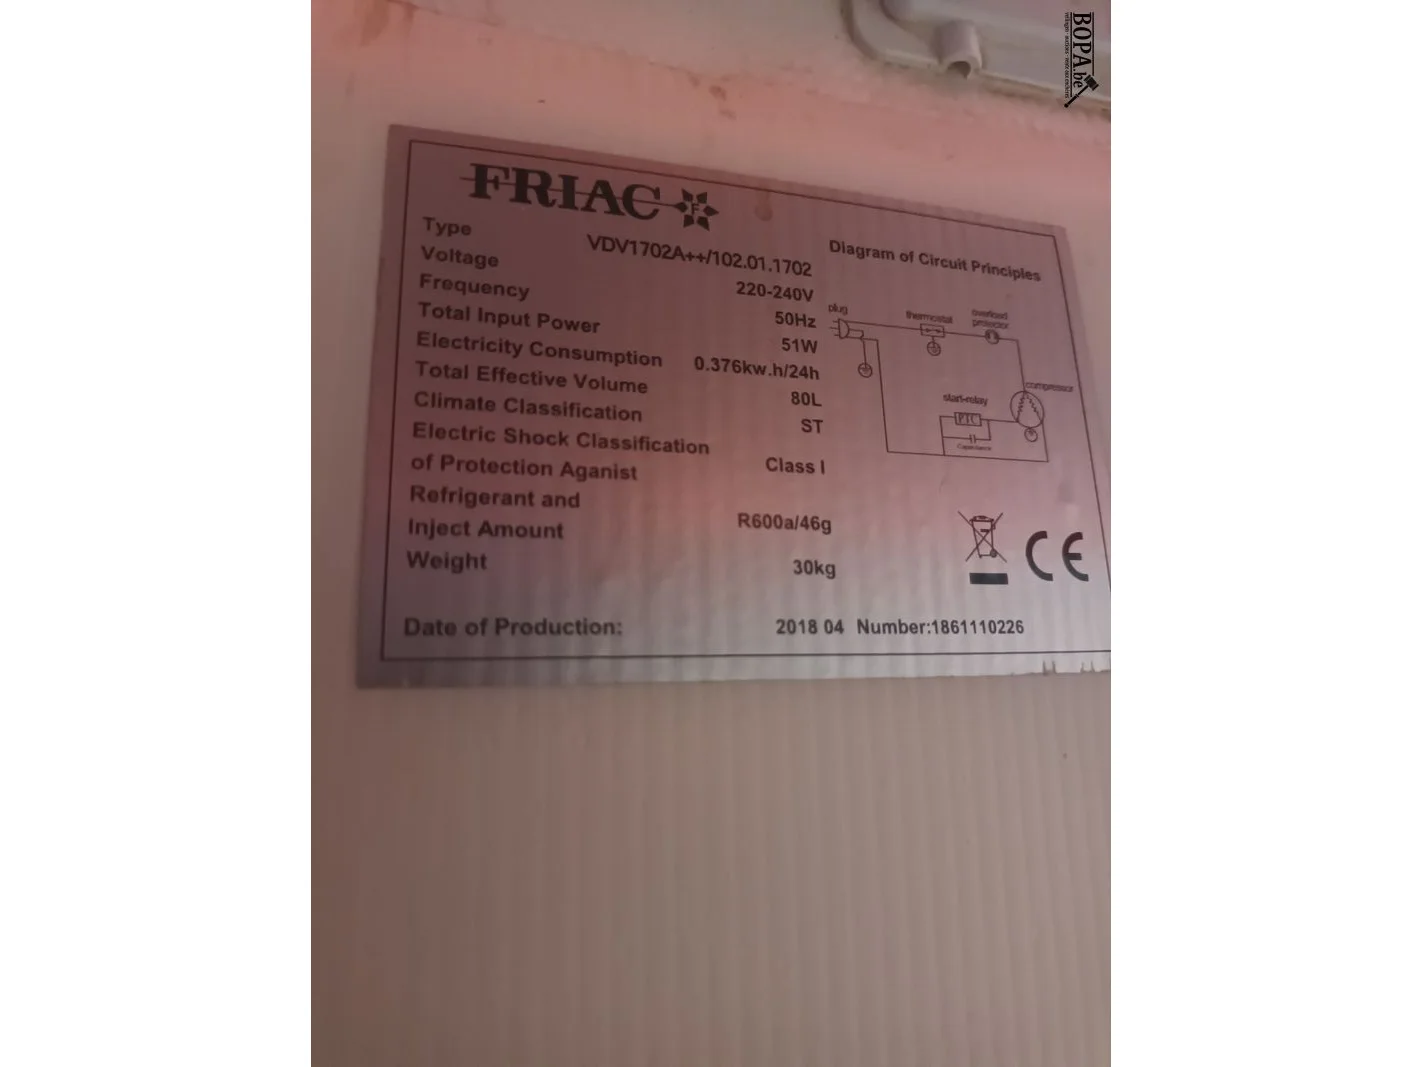 BOPA.be
FRIAC F
Type VDV1702A++/102.01.1702
Voltage 220-240V
Frequency 50Hz
Total Input Power 51W
Electricity Consumption 0.376kw.h/24h
Total Effective Volume 80L
Climate Classification ST
Electric Shock Classification
of Protection Aganist Class I
Refrigerant and
Inject Amount R600a/46g
Weight 30kg
Date of Production: 2018 04 Number:1861110226
Diagram of Circuit Principles
plug
thermostat
overload
protector
compressor
start-relay
PTC
Capacitance
CE